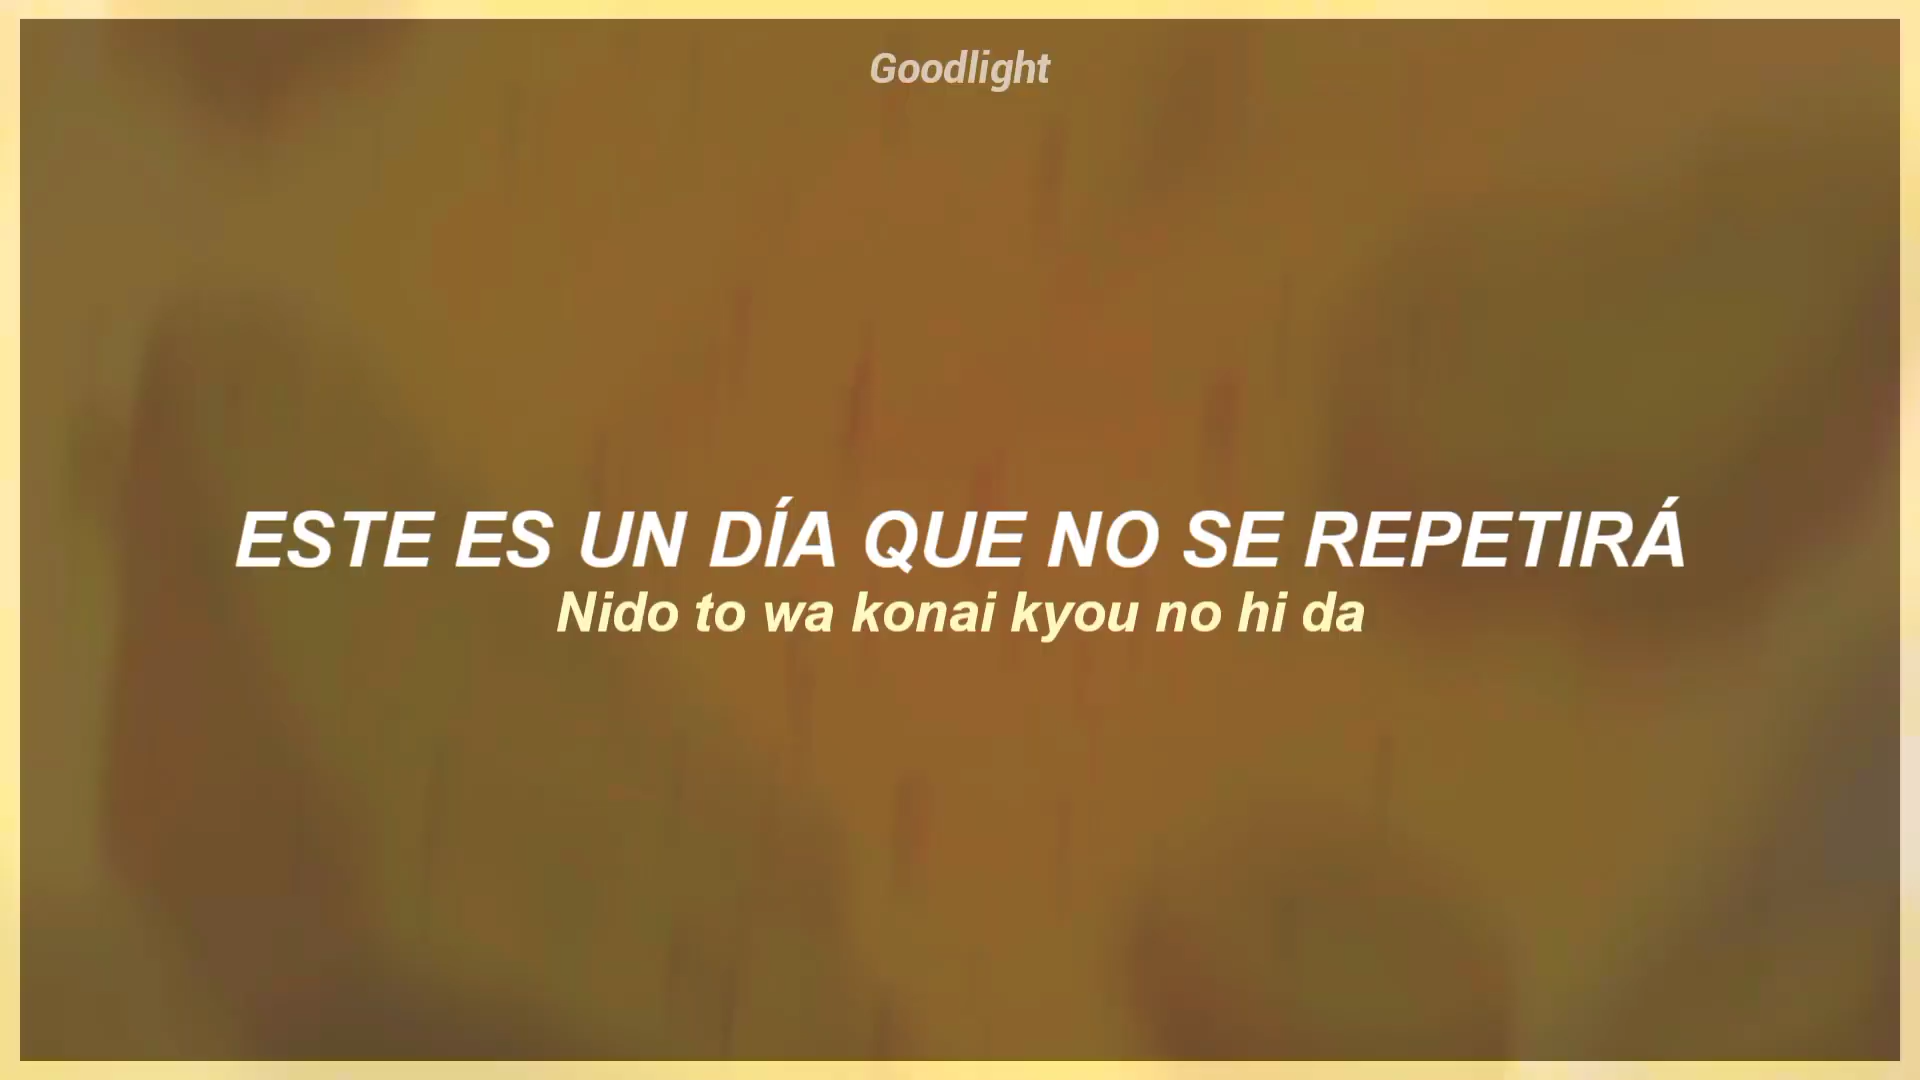 Goodlight
ESTE ES UN DÍA QUE NO SE REPETIRÁ
Nido to wa konai kyou no hi da